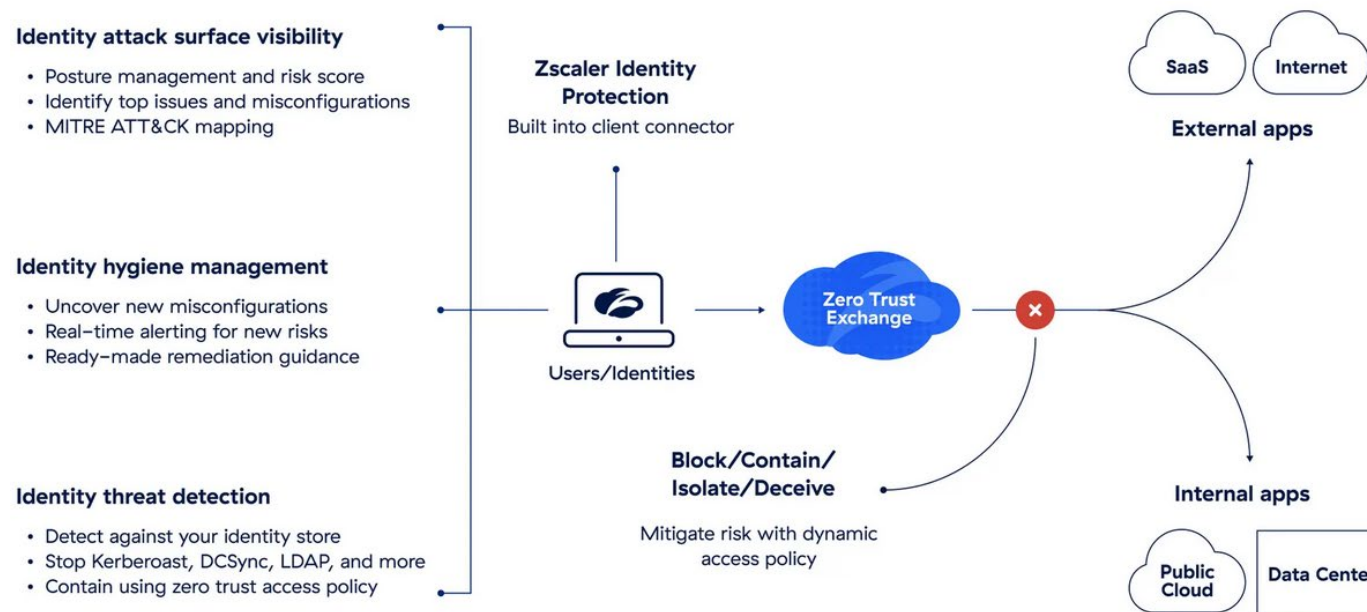 Identity attack surface visibility
• Posture management and risk score
• Identify top issues and misconfigurations
• MITRE ATT&CK mapping
Identity hygiene management
• Uncover new misconfigurations
• Real-time alerting for new risks
• Ready-made remediation guidance
Identity threat detection
• Detect against your identity store
• Stop Kerberoast, DCSync, LDAP, and more
• Contain using zero trust access policy
Zscaler Identity
Protection
Built into client connector
Users/Identities
Zero Trust
Exchange
Block/Contain/
Isolate/Deceive
Mitigate risk with dynamic
access policy
SaaS
Internet
External apps
Internal apps
Public
Cloud
Data Cente